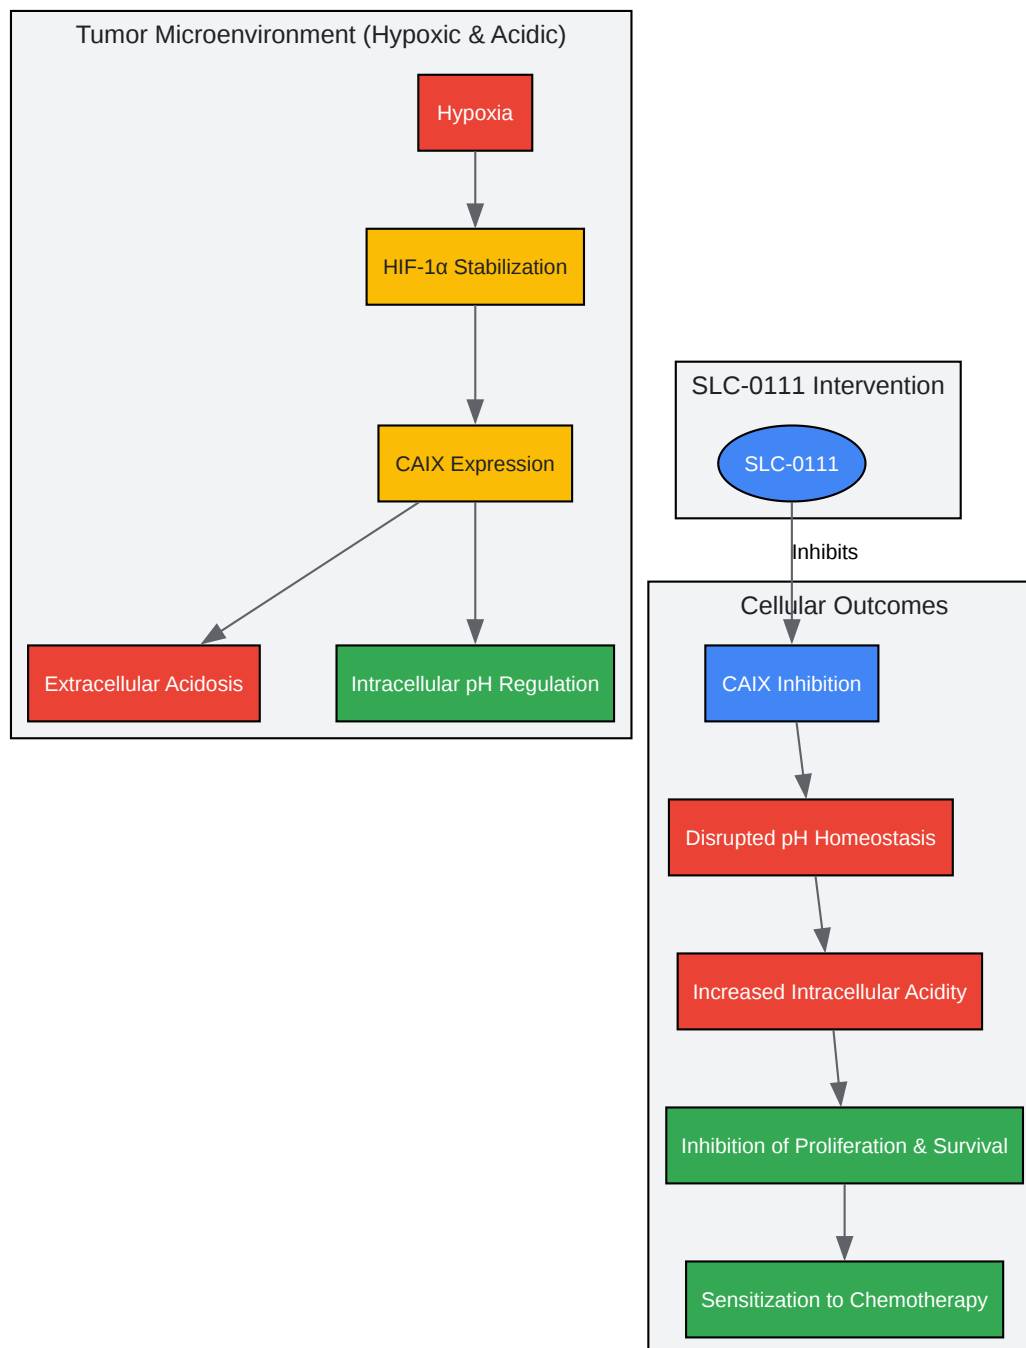 Tumor Microenvironment (Hypoxic & Acidic)
Hypoxia
HIF-1α Stabilization
CAIX Expression
Extracellular Acidosis
Intracellular pH Regulation
SLC-0111 Intervention
SLC-0111
Inhibits
Cellular Outcomes
CAIX Inhibition
Disrupted pH Homeostasis
Increased Intracellular Acidity
Inhibition of Proliferation & Survival
Sensitization to Chemotherapy